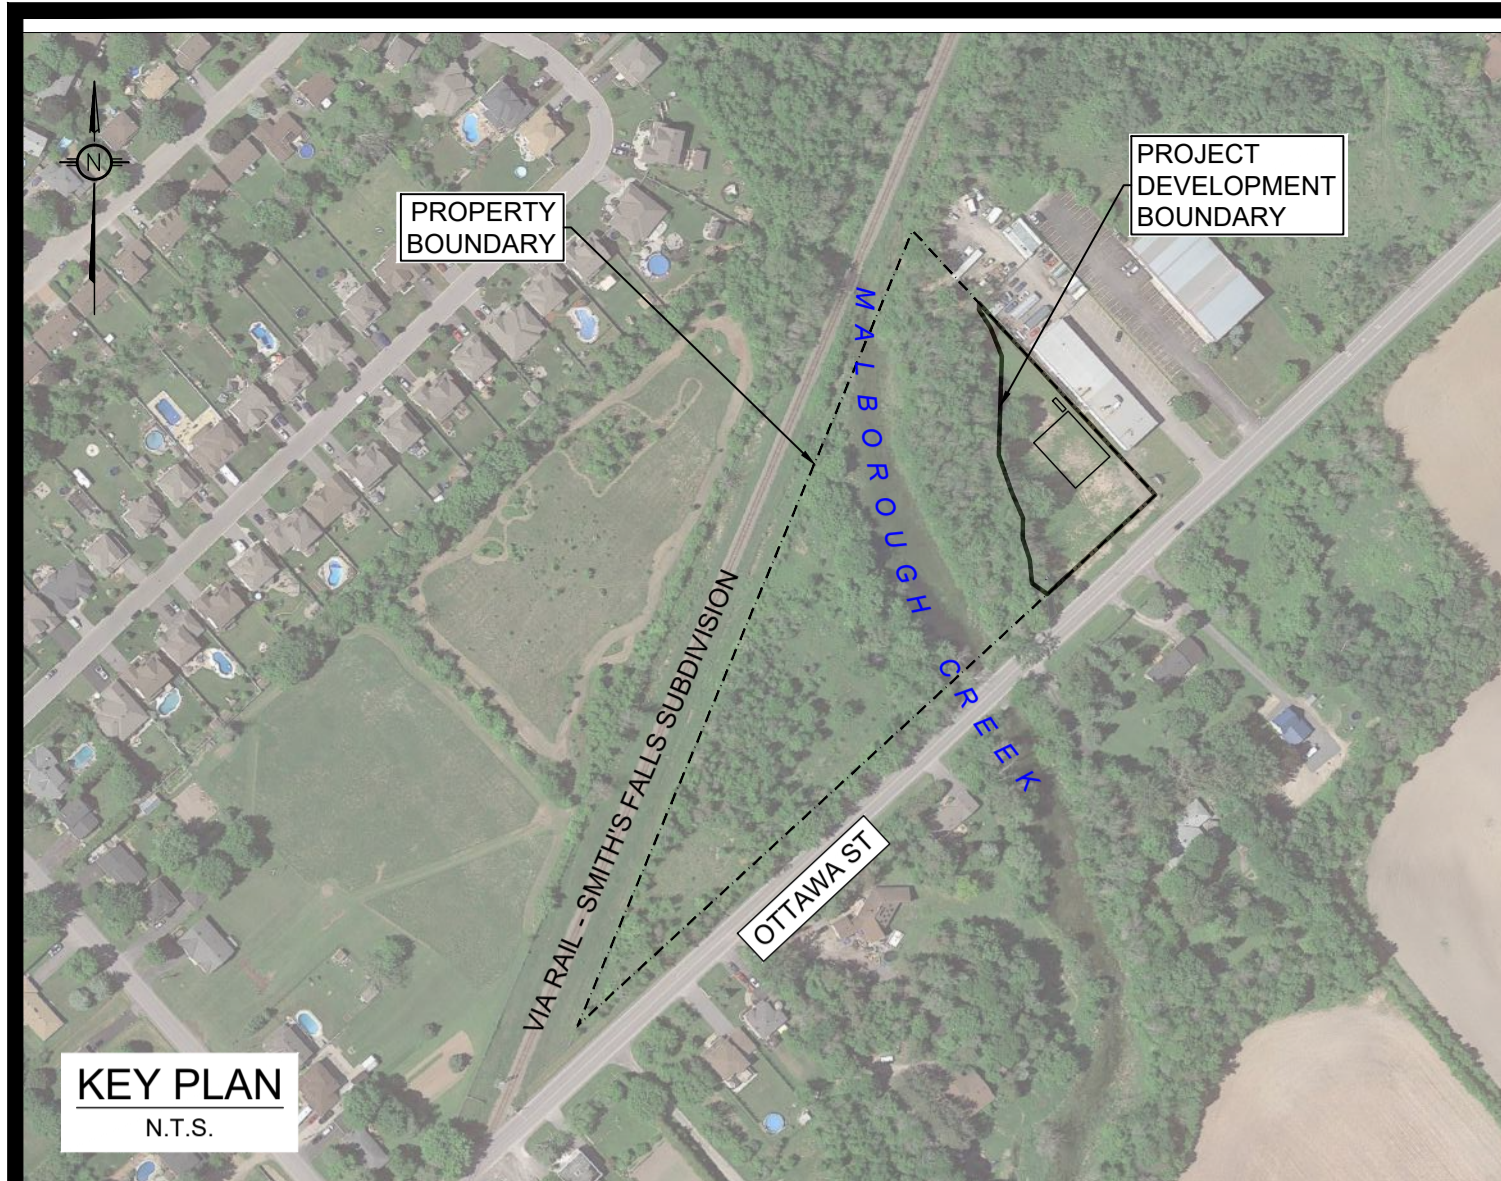 N
PROPERTY
BOUNDARY
PROJECT
DEVELOPMENT
BOUNDARY
MALBOROUGH CREEK
VIA RAIL - SMITH'S FALLS SUBDIVISION
OTTAWA ST
KEY PLAN
N.T.S.